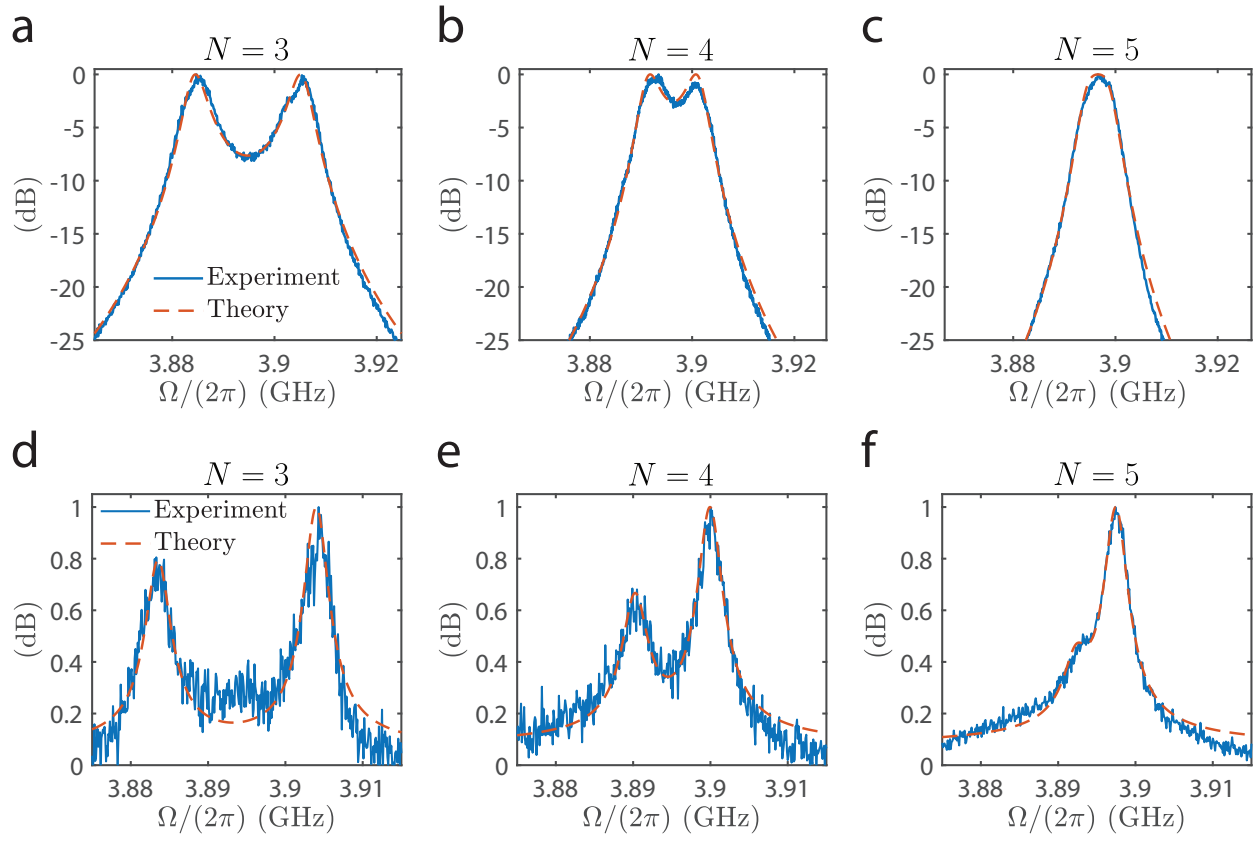 a
N = 3
0
-5
-10
-15
-20
-25
(dB)
Experiment
Theory
3.88
3.9
3.92
Ω/(2π) (GHz)
b
N = 4
0
-5
-10
-15
-20
-25
(dB)
3.88
3.9
3.92
Ω/(2π) (GHz)
c
N = 5
0
-5
-10
-15
-20
-25
(dB)
3.88
3.9
3.92
Ω/(2π) (GHz)
d
N = 3
1
0.8
0.6
0.4
0.2
0
(dB)
Experiment
Theory
3.88
3.89
3.9
3.91
Ω/(2π) (GHz)
e
N = 4
1
0.8
0.6
0.4
0.2
0
(dB)
3.88
3.89
3.9
3.91
Ω/(2π) (GHz)
f
N = 5
1
0.8
0.6
0.4
0.2
0
(dB)
3.88
3.89
3.9
3.91
Ω/(2π) (GHz)